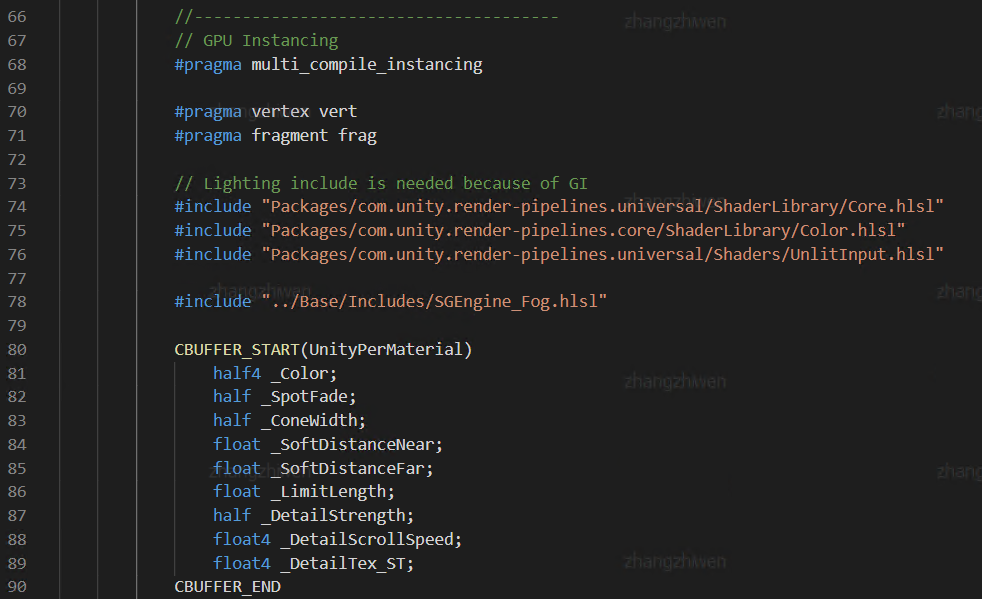 66 //--------------------------------------
67 // GPU Instancing
68 #pragma multi_compile_instancing
69
70 #pragma vertex vert
71 #pragma fragment frag
72
73 // Lighting include is needed because of GI
74 #include "Packages/com.unity.render-pipelines.universal/ShaderLibrary/Core.hlsl"
75 #include "Packages/com.unity.render-pipelines.core/ShaderLibrary/Color.hlsl"
76 #include "Packages/com.unity.render-pipelines.universal/Shaders/UnlitInput.hlsl"
77
78 #include "../Base/Includes/SGEngine_Fog.hlsl"
79
80 CBUFFER_START(UnityPerMaterial)
81 half4 _Color;
82 half _SpotFade;
83 half _ConeWidth;
84 float _SoftDistanceNear;
85 float _SoftDistanceFar;
86 float _LimitLength;
87 half _DetailStrength;
88 float4 _DetailScrollSpeed;
89 float4 _DetailTex_ST;
90 CBUFFER_END
zhangzhiwen
zhangzhiwen
zhangzhiwen
zhangzhiwen
zhangzhiwen